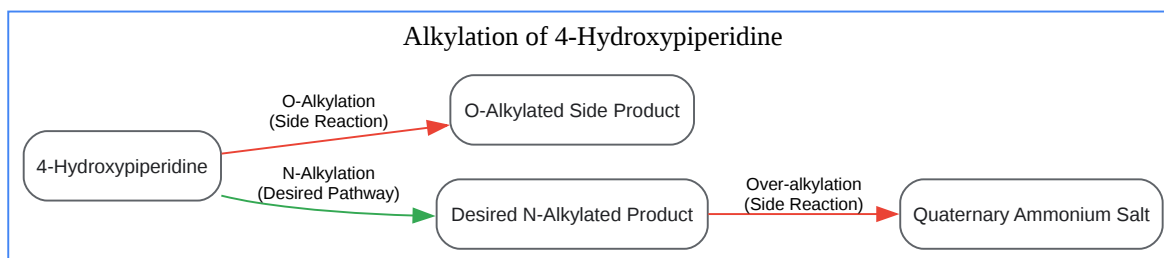 Alkylation of 4-Hydroxypiperidine
O-Alkylation
(Side Reaction)
O-Alkylated Side Product
4-Hydroxypiperidine
N-Alkylation
(Desired Pathway)
Desired N-Alkylated Product
Over-alkylation
(Side Reaction)
Quaternary Ammonium Salt